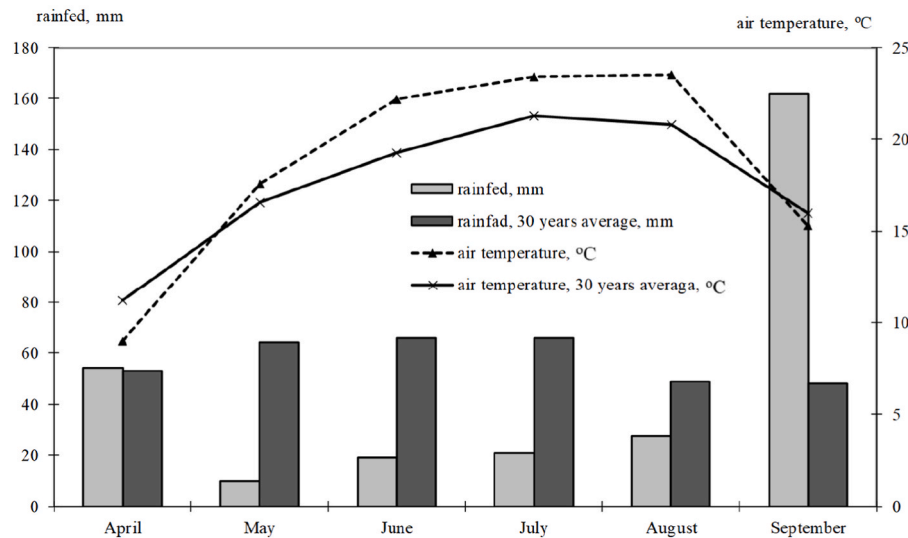 rainfed, mm
air temperature, ºC
180
160
140
120
100
80
60
40
20
0
25
20
15
10
5
0
rainfed, mm
rainfad, 30 years average, mm
air temperature, ºC
air temperature, 30 years averaga, ºC
April May June July August September